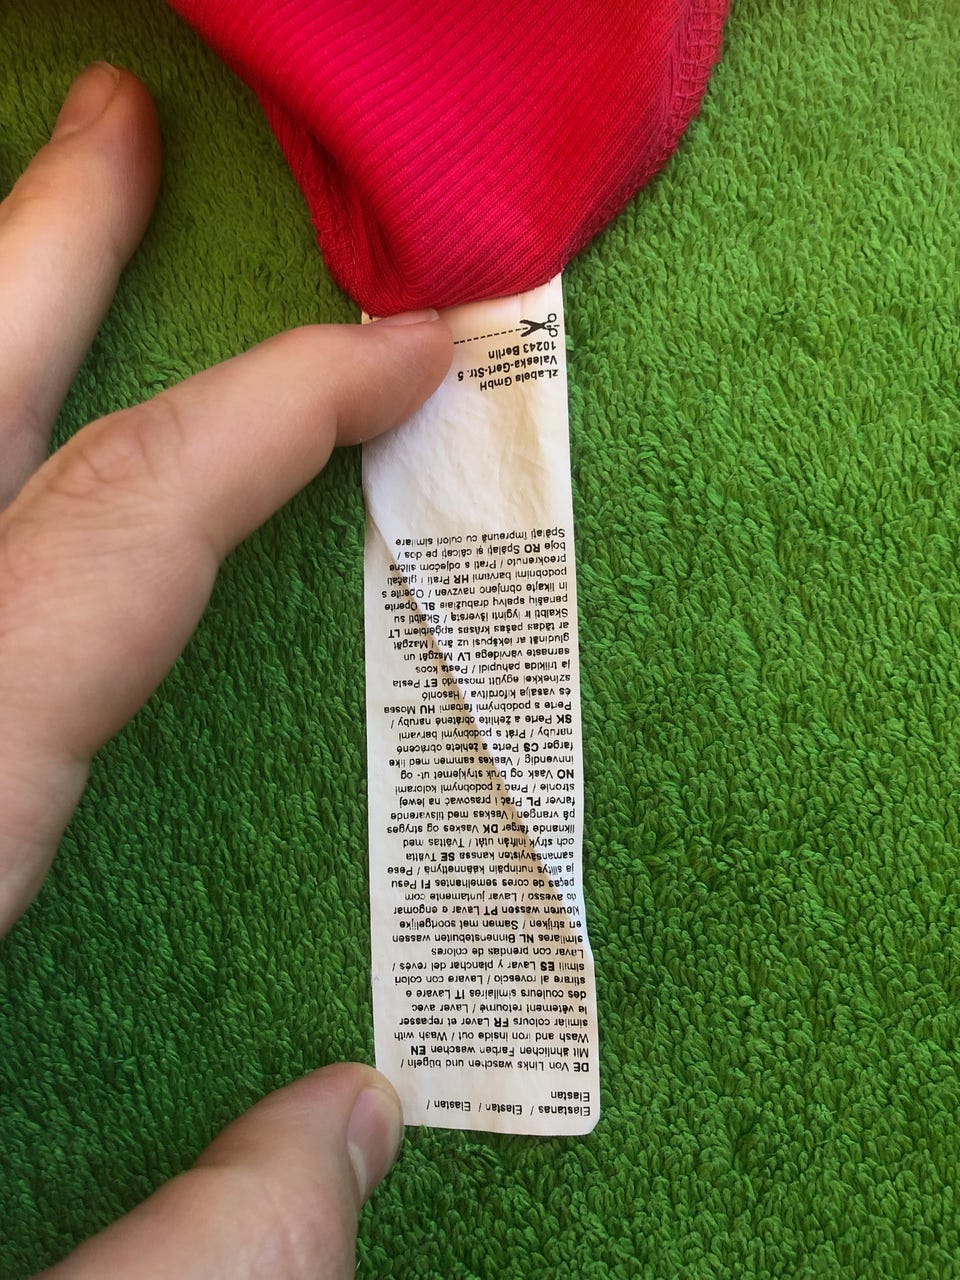 Elastanas / Elastan / Elastan /
Elastan
DE Von Links waschen und bügeln /
Mit ähnlichen Farben waschen EN
Wash and iron inside out / Wash with
similar colours FR Laver et repasser
le vêtement retourné / Laver avec
des couleurs similaires IT Lavare e
stirare al rovescio / Lavare con colori
simili ES Lavar y planchar del revés /
Lavar con prendas de colores
similares NL Binnenstebuiten wassen
en strijken / Samen met soortgelijke
kleuren wassen PT Lavar e engomar
do avesso / Lavar juntamente com
peças de cores semelhantes FI Pesu
ja silitys nurinpäin käännettynä / Pese
samansävyisten kanssa SE Tvätta
och stryk inifrån utåt / Tvättas med
liknande färger DK Vaskes og stryges
på vrangen / Vaskes med tilsvarende
farver PL Prać i prasować na lewej
stronie / Prać z podobnymi kolorami
NO Vask og bruk strykjernet ut - og
innvendig / Vaskes sammen med like
farger CS Perte a žehlete obrácené
naruby / Prát s podobnými barvami
SK Perte a žehlite obrátené naruby /
Perte s podobnými farbami HU Mossa
és vasalja kifordítva / Hasonló
színekkel együtt mosandó ET Pesta
ja triikida pahupidi / Pesta koos
sarnaste värvidega LV Mazgāt un
gludināt ar iekšpusi uz āru / Mazgāt
ar tādas pašas krāsas apģērbiem LT
Skalbti ir lyginti išverstą / Skalbti su
panašių spalvų drabužiais SL Operite
in likajte obrnjeno navzven / Operite s
podobnimi barvami HR Prati i glačati
preokrenuto / Prati s odjećom slične
boje RO Spălați și călcați pe dos /
Spălați împreună cu culori similare
zLabels GmbH
Valeska-Gert-Str. 5
10243 Berlin